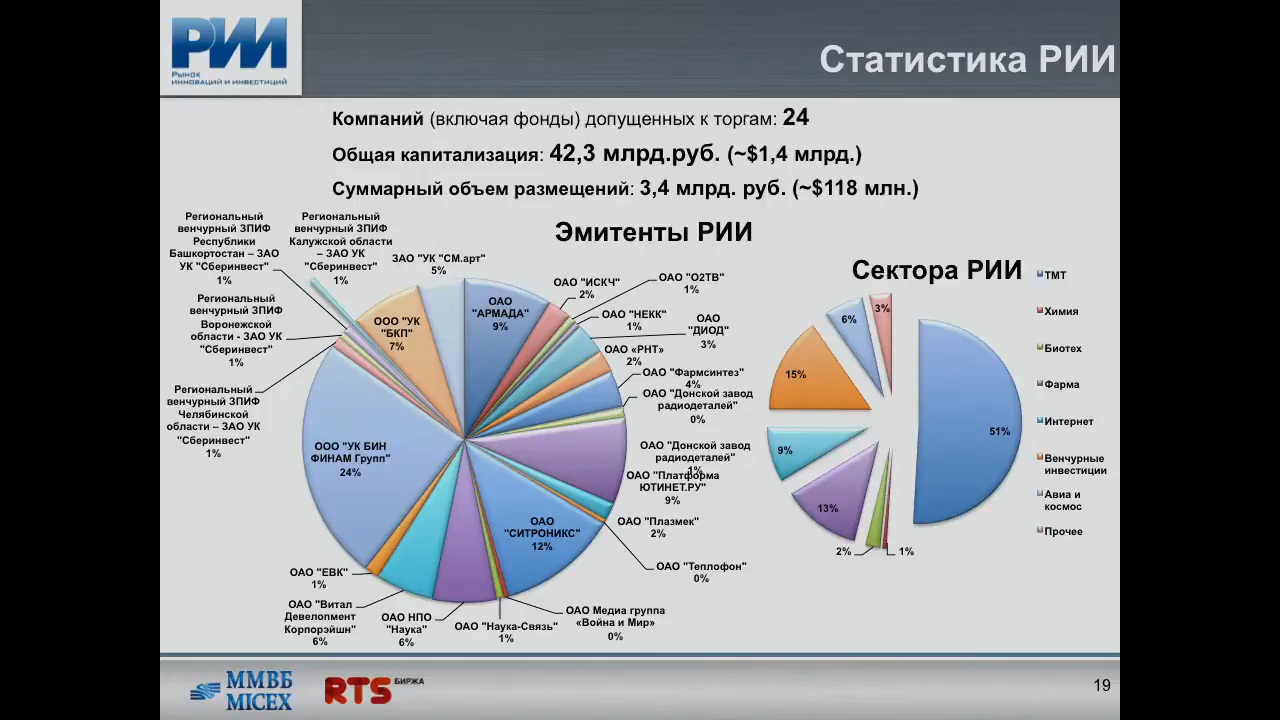 РИИ
Рынок
инноваций и инвестиций
Статистика РИИ
Компаний (включая фонды) допущенных к торгам: 24
Общая капитализация: 42,3 млрд.руб. (~$1,4 млрд.)
Суммарный объем размещений: 3,4 млрд. руб. (~$118 млн.)
Эмитенты РИИ
Региональный
венчурный ЗПИФ
Республики
Башкортостан – ЗАО
УК "Сберинвест"
1%
Региональный
венчурный ЗПИФ
Калужской области
– ЗАО УК
"Сберинвест"
1%
ЗАО "УК "СМ.арт"
5%
ОАО
"АРМАДА"
9%
ОАО "ИСКЧ"
2%
ОАО "О2ТВ"
1%
ОАО "НЕКК"
1%
ОАО
"ДИОД"
3%
ОАО «РНТ»
2%
ОАО "Фармсинтез"
4%
ОАО "Донской завод
радиодеталей"
0%
ОАО "Донской завод
радиодеталей"
1%
ОАО "Платформа
ЮТИНЕТ.РУ"
9%
ОАО "Плазмек"
2%
ОАО "Теплофон"
0%
ОАО
"СИТРОНИКС"
12%
ОАО Медиа группа
«Война и Мир»
0%
ОАО "Наука-Связь"
1%
ОАО НПО
"Наука"
6%
ОАО "Витал
Девелопмент
Корпорэйшн"
6%
ОАО "ЕВК"
1%
ООО "УК БИН
ФИНАМ Групп"
24%
Региональный
венчурный ЗПИФ
Челябинской
области – ЗАО УК
"Сберинвест"
1%
Региональный
венчурный ЗПИФ
Воронежской
области - ЗАО УК
"Сберинвест"
1%
ООО "УК
"БКП"
7%
Сектора РИИ
51%
1%
2%
13%
9%
15%
6%
3%
ТМТ
Химия
Биотех
Фарма
Интернет
Венчурные
инвестиции
Авиа и
космос
Прочее
ММВБ
MICEX
RTS БИРЖА
19